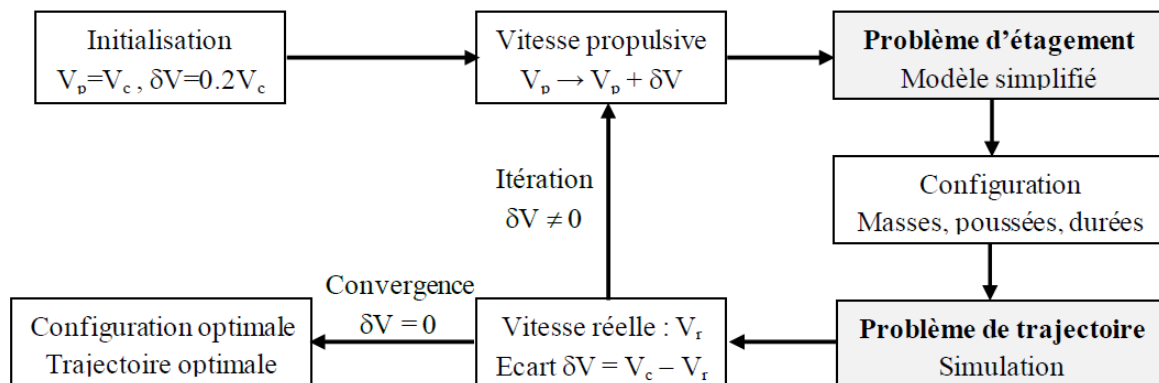 Initialisation
Vp=Vc , δV=0.2Vc
Vitesse propulsive
Vp → Vp + δV
Problème d'étagement
Modèle simplifié
Itération
δV ≠ 0
Configuration
Masses, poussées, durées
Convergence
δV = 0
Configuration optimale
Trajectoire optimale
Vitesse réelle : Vr
Ecart δV = Vc – Vr
Problème de trajectoire
Simulation